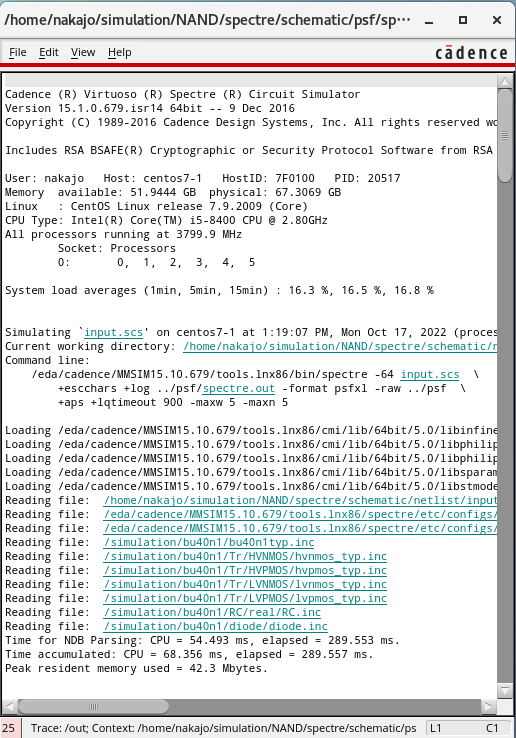 /home/nakajo/simulation/NAND/spectre/schematic/psf/sp···
File Edit View Help cādence
Cadence (R) Virtuoso (R) Spectre (R) Circuit Simulator
Version 15.1.0.679.isr14 64bit -- 9 Dec 2016
Copyright (C) 1989-2016 Cadence Design Systems, Inc. All rights reserved wo
Includes RSA BSAFE(R) Cryptographic or Security Protocol Software from RSA
User: nakajo   Host: centos7-1   HostID: 7F0100   PID: 20517
Memory  available: 51.9444 GB  physical: 67.3069 GB
Linux   : CentOS Linux release 7.9.2009 (Core)
CPU Type: Intel(R) Core(TM) i5-8400 CPU @ 2.80GHz
All processors running at 3799.9 MHz
        Socket: Processors
        0:       0,  1,  2,  3,  4,  5
System load averages (1min, 5min, 15min) : 16.3 %, 16.5 %, 16.8 %
Simulating `input.scs' on centos7-1 at 1:19:07 PM, Mon Oct 17, 2022 (proces
Current working directory: /home/nakajo/simulation/NAND/spectre/schematic/n
Command line:
    /eda/cadence/MMSIM15.10.679/tools.lnx86/bin/spectre -64 input.scs  \
        +escchars +log ../psf/spectre.out -format psfxl -raw ../psf  \
        +aps +lqtimeout 900 -maxw 5 -maxn 5
Loading /eda/cadence/MMSIM15.10.679/tools.lnx86/cmi/lib/64bit/5.0/libinfine
Loading /eda/cadence/MMSIM15.10.679/tools.lnx86/cmi/lib/64bit/5.0/libphilip
Loading /eda/cadence/MMSIM15.10.679/tools.lnx86/cmi/lib/64bit/5.0/libphilip
Loading /eda/cadence/MMSIM15.10.679/tools.lnx86/cmi/lib/64bit/5.0/libsparam
Loading /eda/cadence/MMSIM15.10.679/tools.lnx86/cmi/lib/64bit/5.0/libstmode
Reading file:  /home/nakajo/simulation/NAND/spectre/schematic/netlist/input
Reading file:  /eda/cadence/MMSIM15.10.679/tools.lnx86/spectre/etc/configs/
Reading file:  /eda/cadence/MMSIM15.10.679/tools.lnx86/spectre/etc/configs/
Reading file:  /simulation/bu40n1/bu40n1typ.inc
Reading file:  /simulation/bu40n1/Tr/HVNMOS/hvnmos_typ.inc
Reading file:  /simulation/bu40n1/Tr/HVPMOS/hvpmos_typ.inc
Reading file:  /simulation/bu40n1/Tr/LVNMOS/lvnmos_typ.inc
Reading file:  /simulation/bu40n1/Tr/LVPMOS/lvpmos_typ.inc
Reading file:  /simulation/bu40n1/RC/real/RC.inc
Reading file:  /simulation/bu40n1/diode/diode.inc
Time for NDB Parsing: CPU = 54.493 ms, elapsed = 289.553 ms.
Time accumulated: CPU = 68.356 ms, elapsed = 289.557 ms.
Peak resident memory used = 42.3 Mbytes.
25 Trace: /out; Context: /home/nakajo/simulation/NAND/spectre/schematic/ps L1 C1